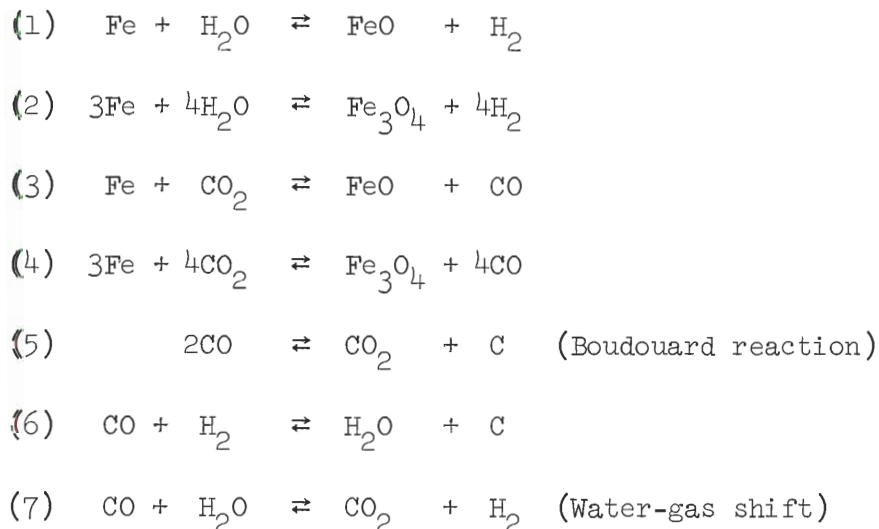 (1) Fe + H₂O ⇄ FeO + H₂
(2) 3Fe + 4H₂O ⇄ Fe₃O₄ + 4H₂
(3) Fe + CO₂ ⇄ FeO + CO
(4) 3Fe + 4CO₂ ⇄ Fe₃O₄ + 4CO
(5) 2CO ⇄ CO₂ + C (Boudouard reaction)
(6) CO + H₂ ⇄ H₂O + C
(7) CO + H₂O ⇄ CO₂ + H₂ (Water-gas shift)